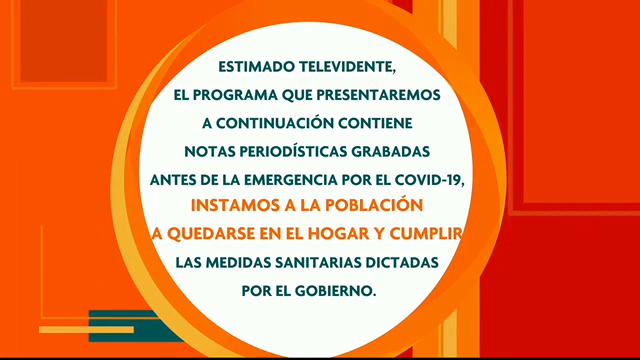 ESTIMADO TELEVIDENTE,
EL PROGRAMA QUE PRESENTAREMOS
A CONTINUACIÓN CONTIENE
NOTAS PERIODÍSTICAS GRABADAS
ANTES DE LA EMERGENCIA POR EL COVID-19,
INSTAMOS A LA POBLACIÓN
A QUEDARSE EN EL HOGAR Y CUMPLIR
LAS MEDIDAS SANITARIAS DICTADAS
POR EL GOBIERNO.